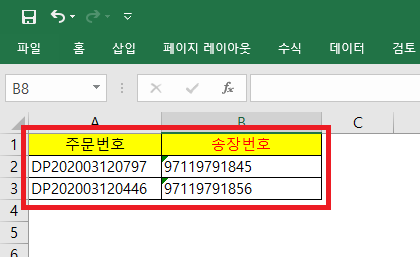 파일 홈 삽입 페이지 레이아웃 수식 데이터 검토
B8 fx
A B C
1 주문번호 송장번호
2 DP202003120797 97119791845
3 DP202003120446 97119791856
4
5